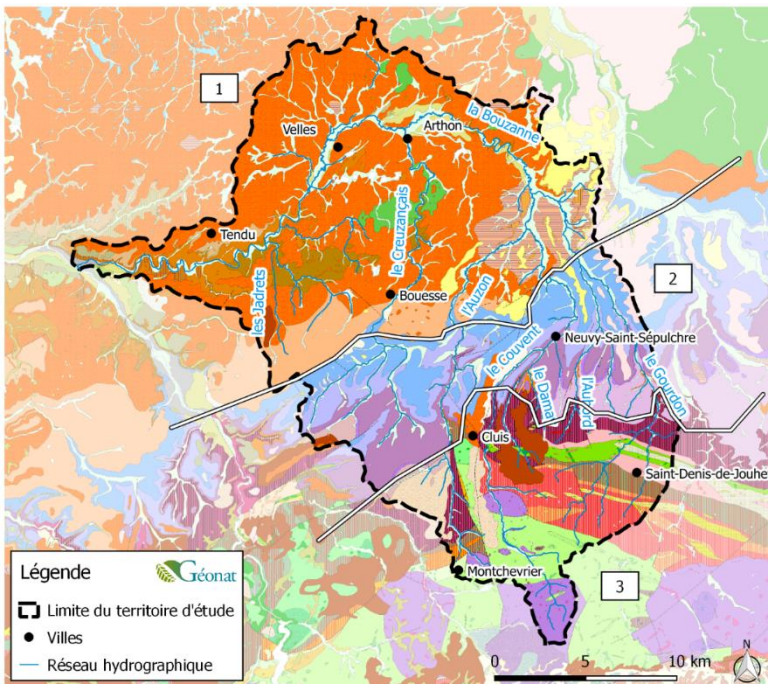 1
la Bouzanne
Velles
Arthon
le Creuzançais
Tendu
les Jadrets
Bouesse
l'Auzon
2
le Couvent
Neuvy-Saint-Sépulchre
le Gourdon
le Damai
l'Aubord
Cluis
Saint-Denis-de-Jouhe
Montchevrier
3
Légende
Géonat
Limite du territoire d'étude
Villes
Réseau hydrographique
0
5
10 km
N